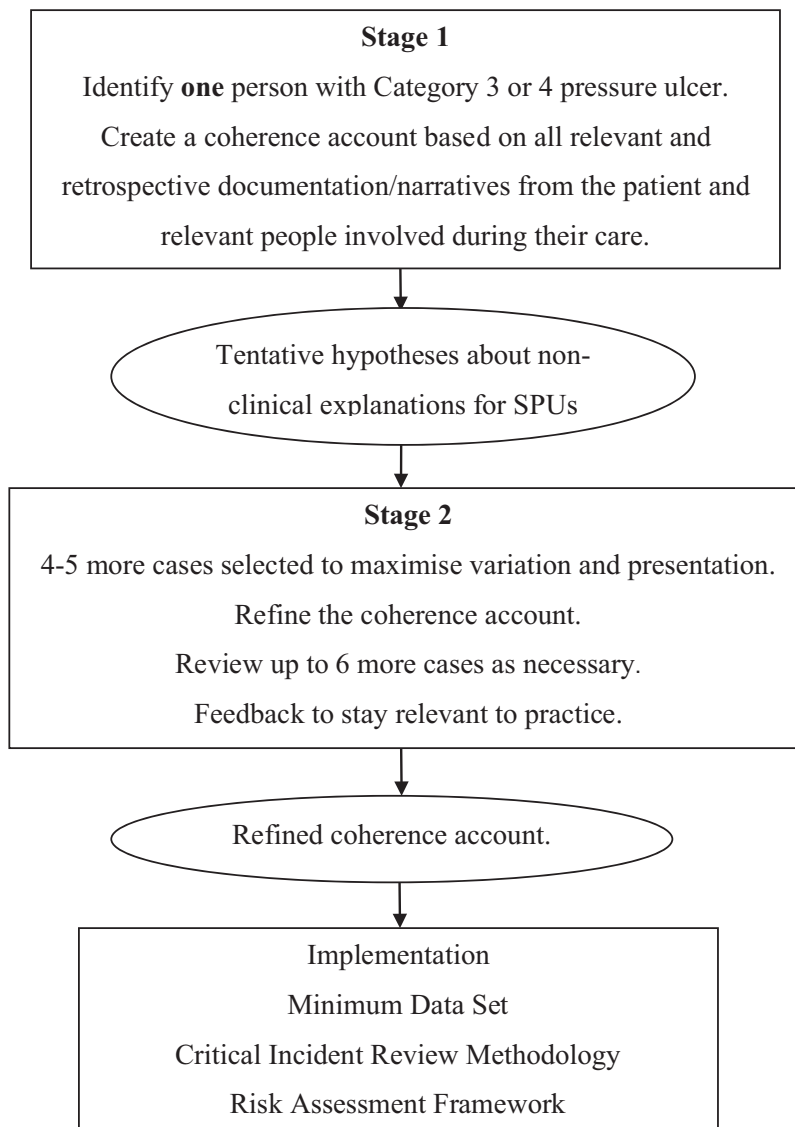 Stage 1
Identify one person with Category 3 or 4 pressure ulcer.
Create a coherence account based on all relevant and
retrospective documentation/narratives from the patient and
relevant people involved during their care.
Tentative hypotheses about non-
clinical explanations for SPUs
Stage 2
4-5 more cases selected to maximise variation and presentation.
Refine the coherence account.
Review up to 6 more cases as necessary.
Feedback to stay relevant to practice.
Refined coherence account.
Implementation
Minimum Data Set
Critical Incident Review Methodology
Risk Assessment Framework